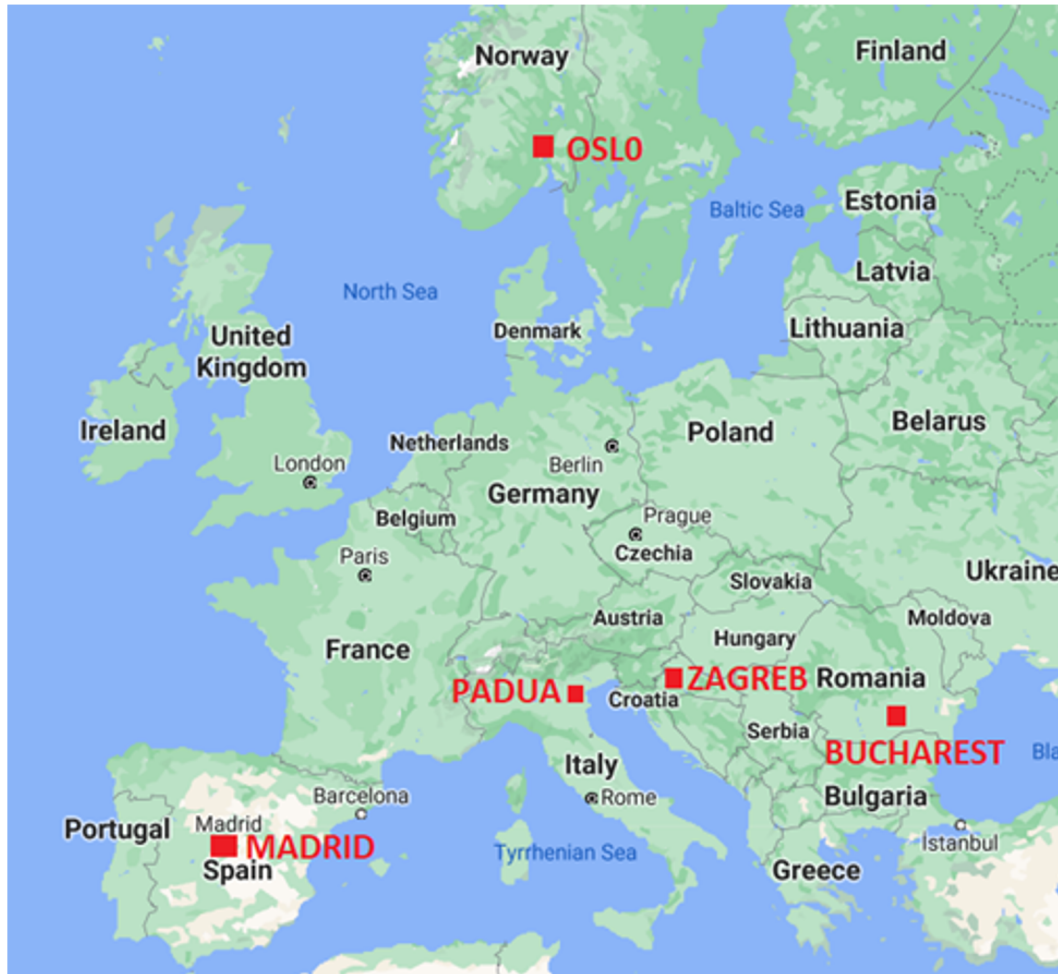 Norway
Finland
OSL0
Estonia
Baltic Sea
Latvia
North Sea
Denmark
Lithuania
United
Kingdom
Ireland
Belarus
Poland
Netherlands
London
Berlin
Germany
Belgium
Prague
Czechia
Paris
Ukraine
Slovakia
Austria
Moldova
Hungary
France
PADUA
ZAGREB
Romania
Croatia
Serbia
BUCHAREST
Bla
Italy
Barcelona
Rome
Bulgaria
Portugal
Madrid
MADRID
Spain
Tyrrhenian Sea
İstanbul
Greece